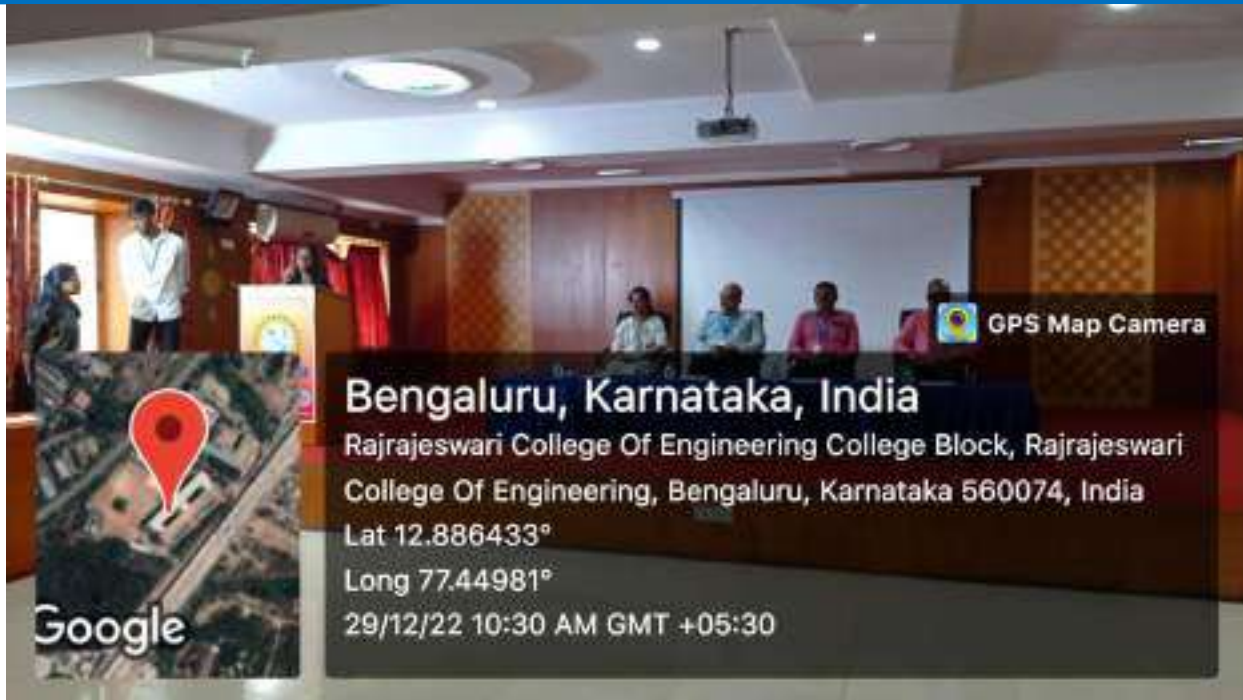 GPS Map Camera
Bengaluru, Karnataka, India
Rajrajeswari College Of Engineering College Block, Rajrajeswari
College Of Engineering, Bengaluru, Karnataka 560074, India
Lat 12.886433°
Long 77.44981°
29/12/22 10:30 AM GMT +05:30
Google